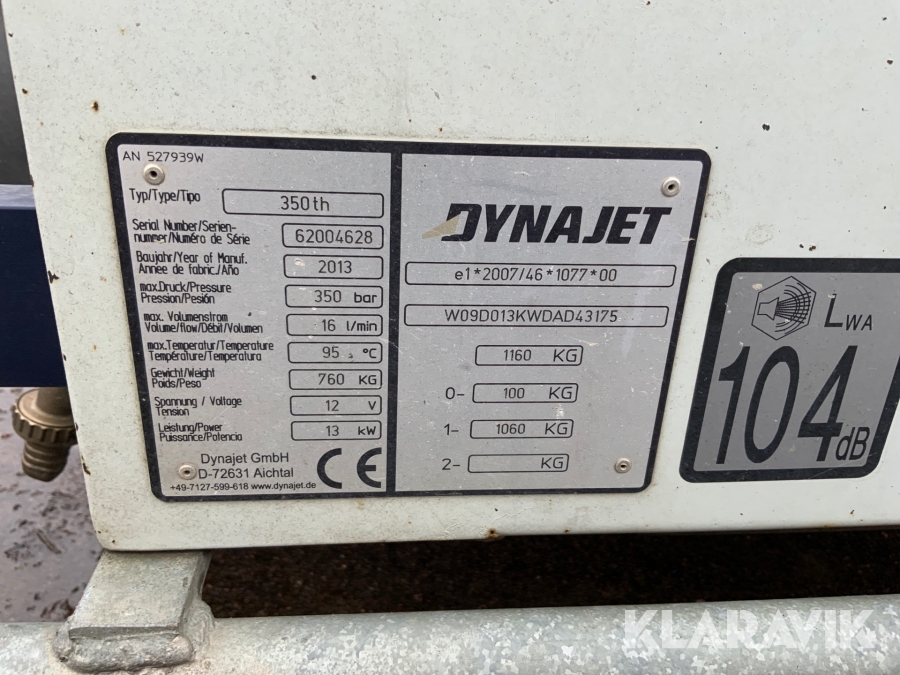 AN 527939W
Typ/Type/Tipo 350th
Serial Number/Serien-
nummer/Numéro de Série 62004628
Baujahr/Year of Manuf.
Annee de fabric./Año 2013
max.Druck/Pressure
Pression/Pesión 350 bar
max. Volumenstrom
Volume/flow/Débit/Volumen 16 l/min
max.Temperatur/Temperature
Température/Temperatura 95 °C
Gewicht/Weight
Poids/Peso 760 KG
Spannung / Voltage
Tension 12 V
Leistung/Power
Puissance/Potencia 13 kW
Dynajet GmbH
D-72631 Aichtal
+49-7127-599-618 www.dynajet.de
CE
DYNAJET
e1*2007/46*1077*00
W09D013KWDAD43175
1160 KG
0- 100 KG
1- 1060 KG
2- KG
LWA
104 dB
KLARAVIK